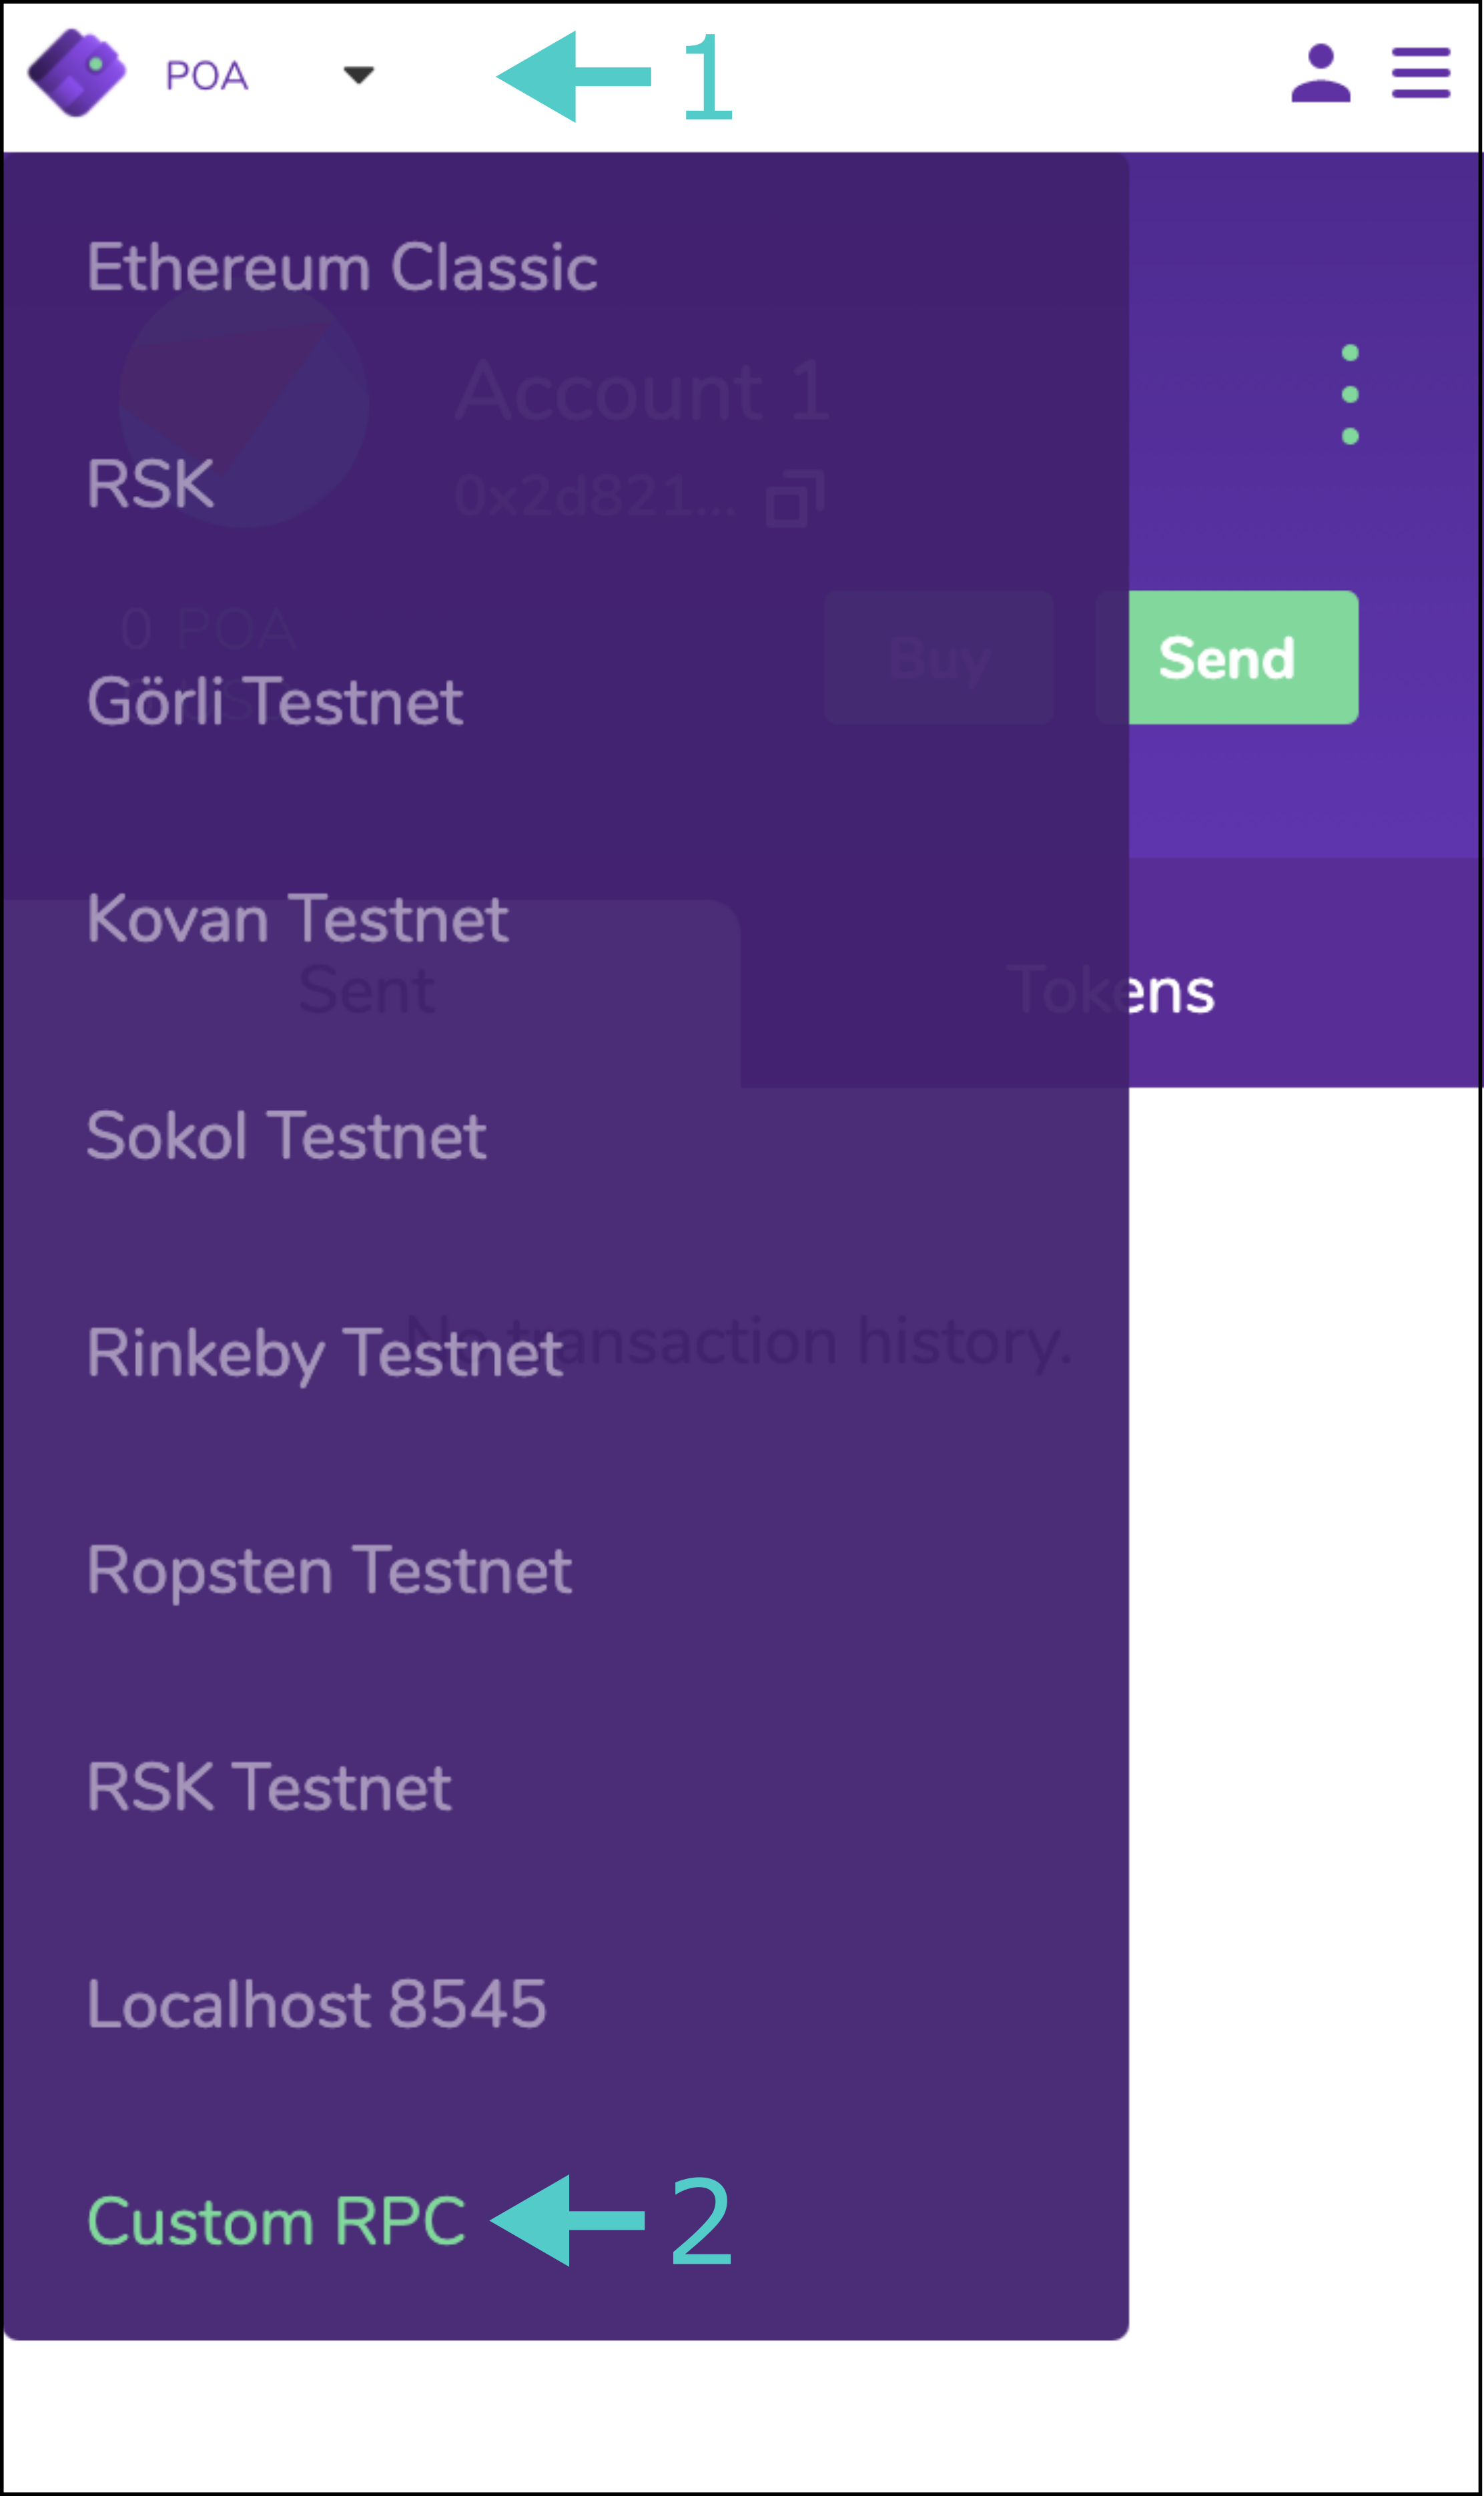 POA
1
Ethereum Classic
Account 1
RSK
0x2d821...
0 POA
Buy
Send
Görli Testnet
Kovan Testnet
Sent
Tokens
Sokol Testnet
Rinkeby Testnet
No transaction history.
Ropsten Testnet
RSK Testnet
Localhost 8545
Custom RPC
2